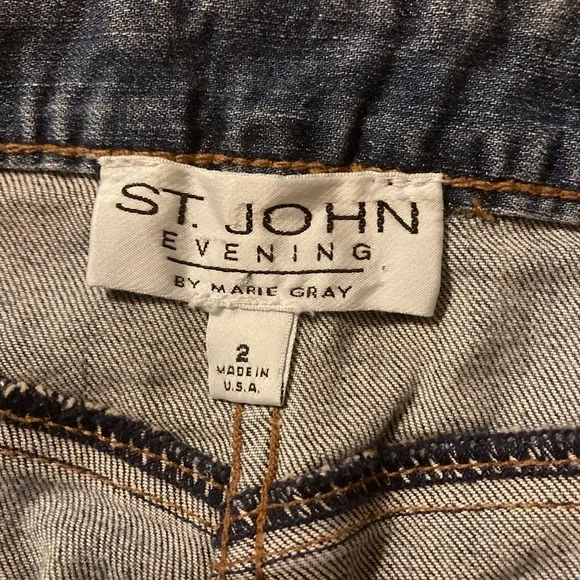 ST. JOHN
EVENING
BY MARIE GRAY
2
MADE IN
U.S.A.